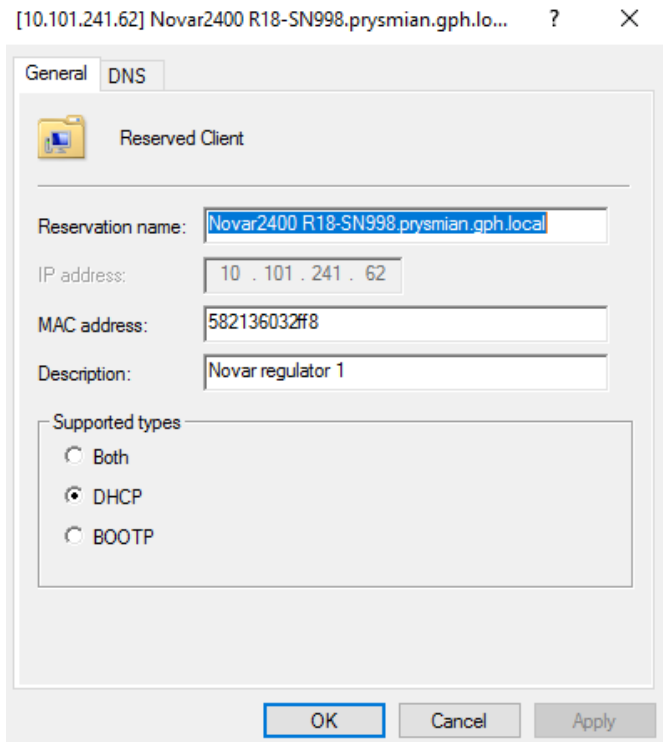 [10.101.241.62] Novar2400 R18-SN998.prysmian.gph.lo... ? ×
General DNS
Reserved Client
Reservation name: Novar2400 R18-SN998.prysmian.gph.local
IP address: 10 . 101 . 241 . 62
MAC address: 582136032ff8
Description: Novar regulator 1
Supported types
Both
DHCP
BOOTP
OK Cancel Apply